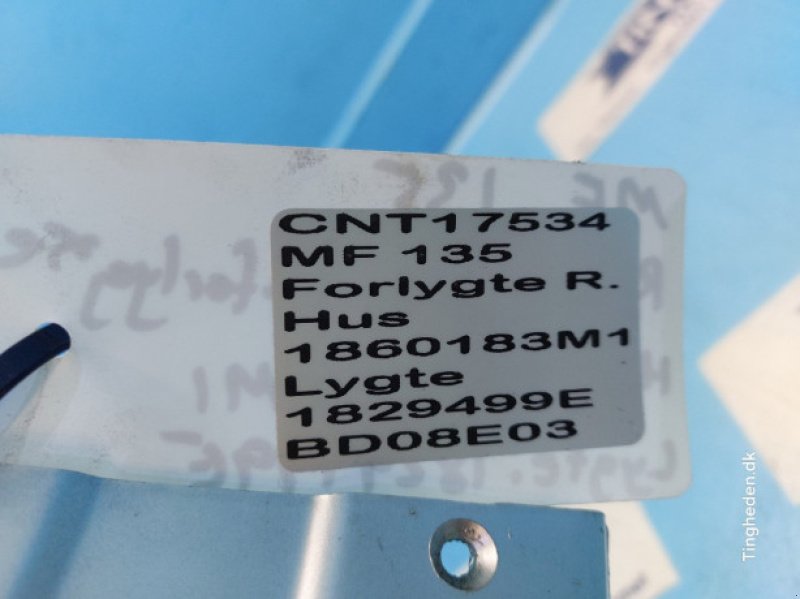 CNT17534
MF 135
Forlygte R.
Hus
1860183M1
Lygte
1829499E
BD08E03
Tingheden.dk